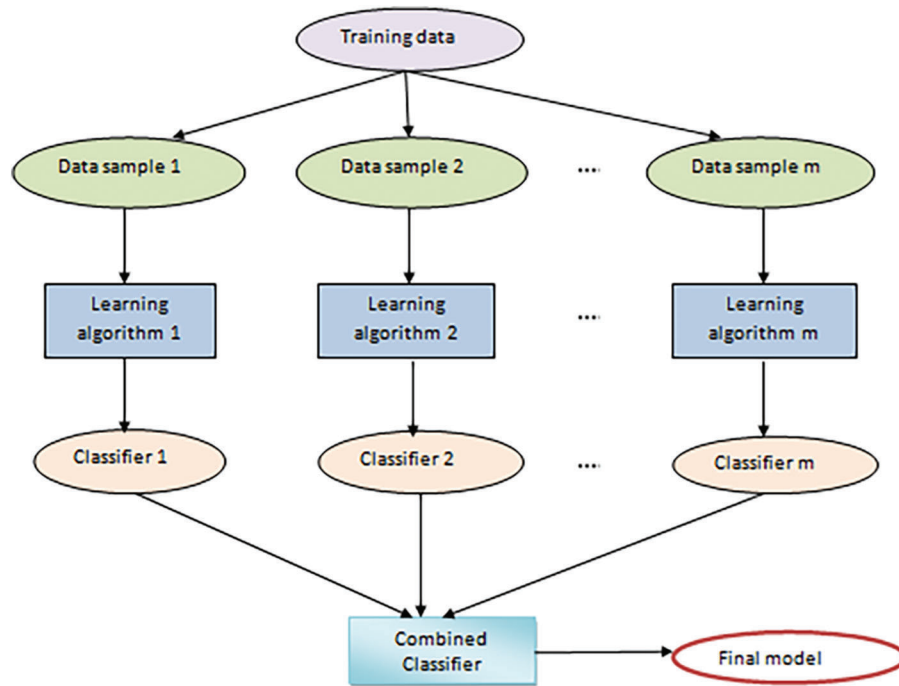 Training data
Data sample 1
Data sample 2
....
Data sample m
Learning
algorithm 1
Learning
algorithm 2
....
Learning
algorithm m
Classifier 1
Classifier 2
....
Classifier m
Combined
Classifier
Final model